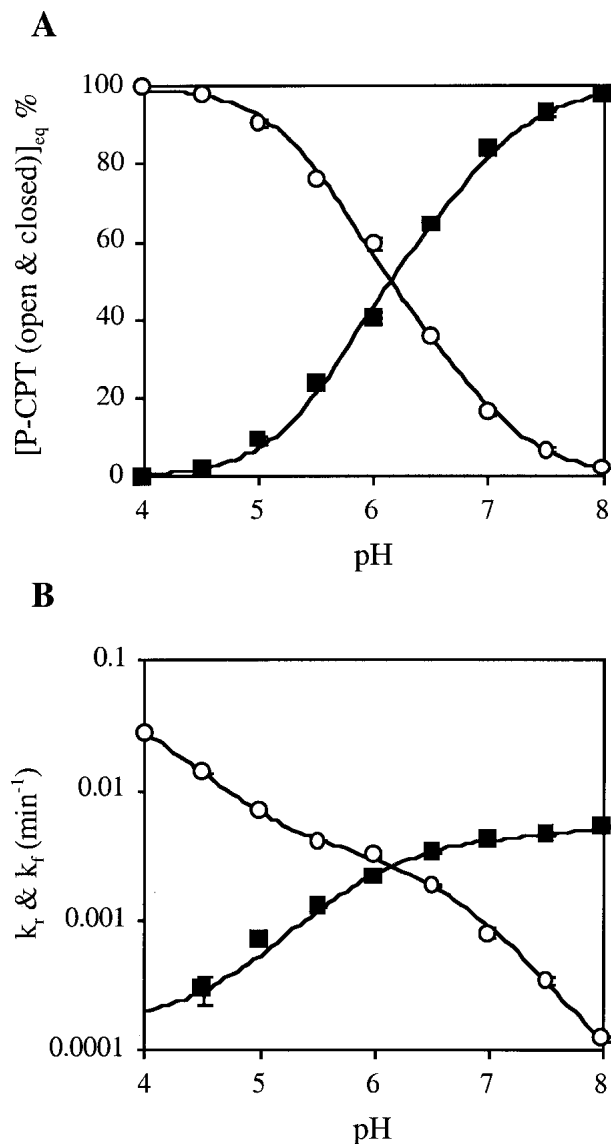 A
[P-CPT (open & closed)]eq %
100
80
60
40
20
0
4 5 6 7 8
pH
B
kr & kf (min⁻¹)
0.1
0.01
0.001
0.0001
4 5 6 7 8
pH